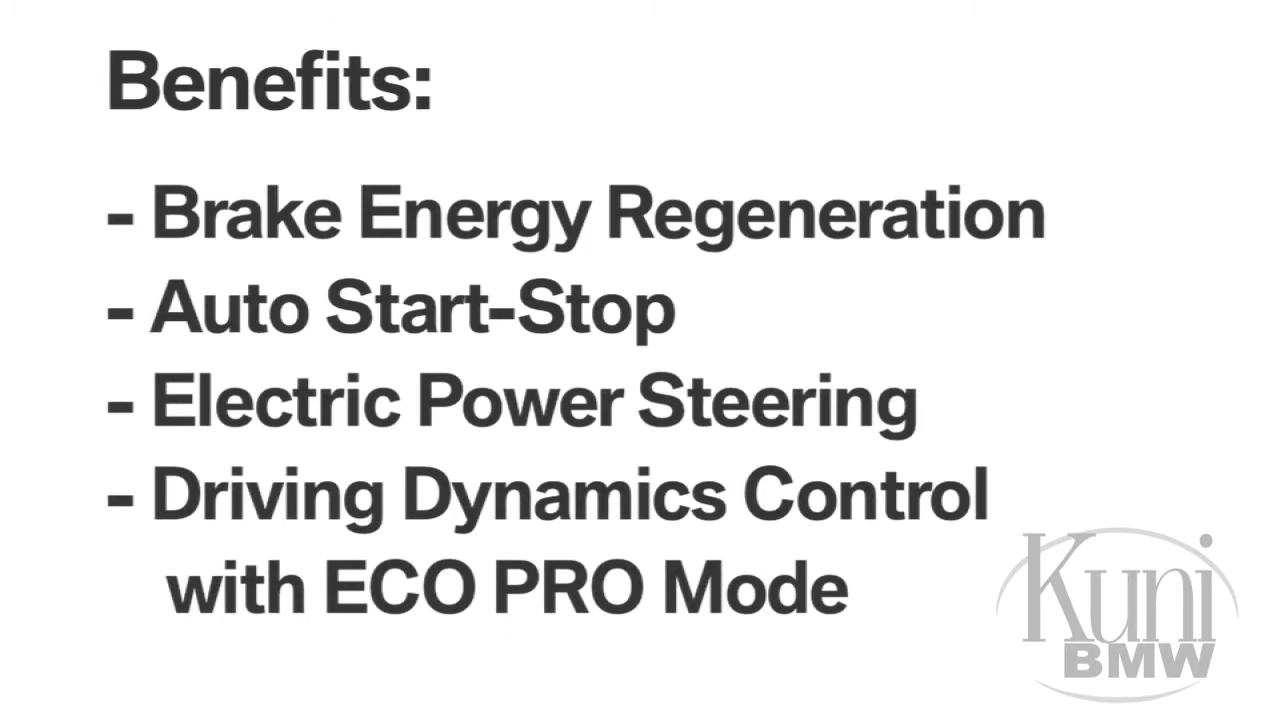 Benefits:
- Brake Energy Regeneration
- Auto Start-Stop
- Electric Power Steering
- Driving Dynamics Control
with ECO PRO Mode
Kuni
BMW